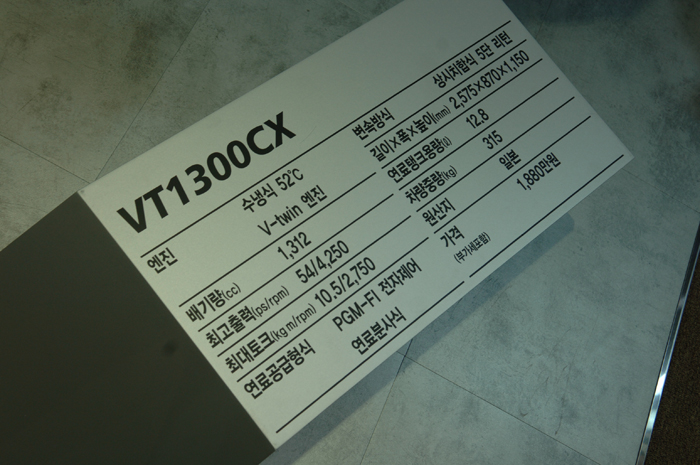 VT1300CX
엔진 수냉식 52˚C
V-twin 엔진
배기량(cc) 1,312
최고출력(ps/rpm) 54/4,250
최대토크(kg m/rpm) 10.5/2,750
연료공급형식 PGM-FI 전자제어
연료분사식
변속방식 상시치합식 5단 리턴
길이X폭X높이(mm) 2,575×870×1,150
연료탱크용량(ℓ) 12.8
차량중량(kg) 315
원산지 일본
가격 1,980만원
(부가세포함)